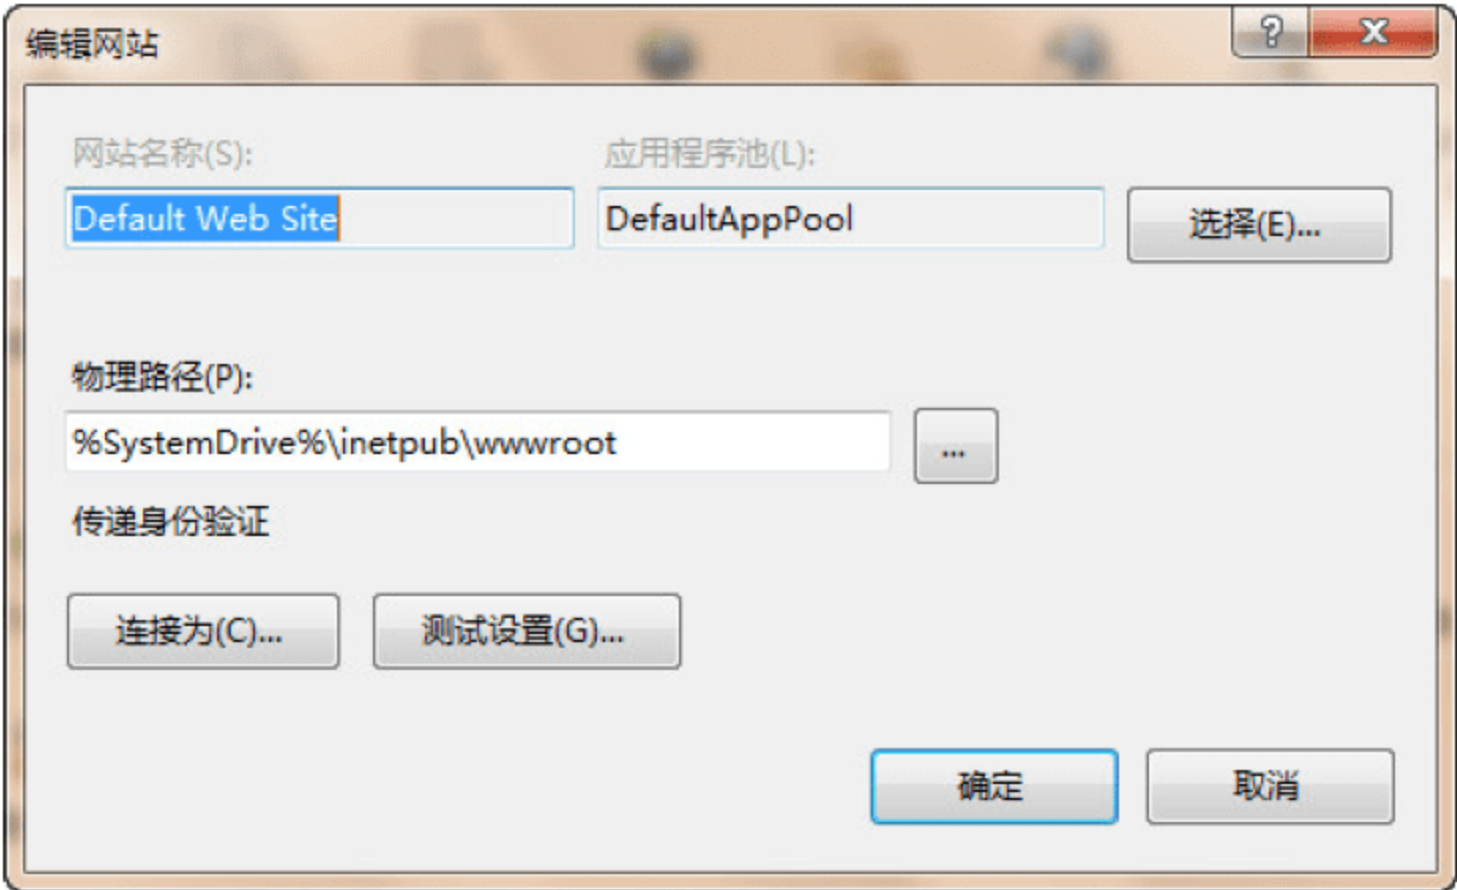 编辑网站
?
网站名称(S): 应用程序池(L):
Default Web Site DefaultAppPool 选择(E)...
物理路径(P):
%SystemDrive%\inetpub\wwwroot ...
传递身份验证
连接为(C)... 测试设置(G)...
确定 取消